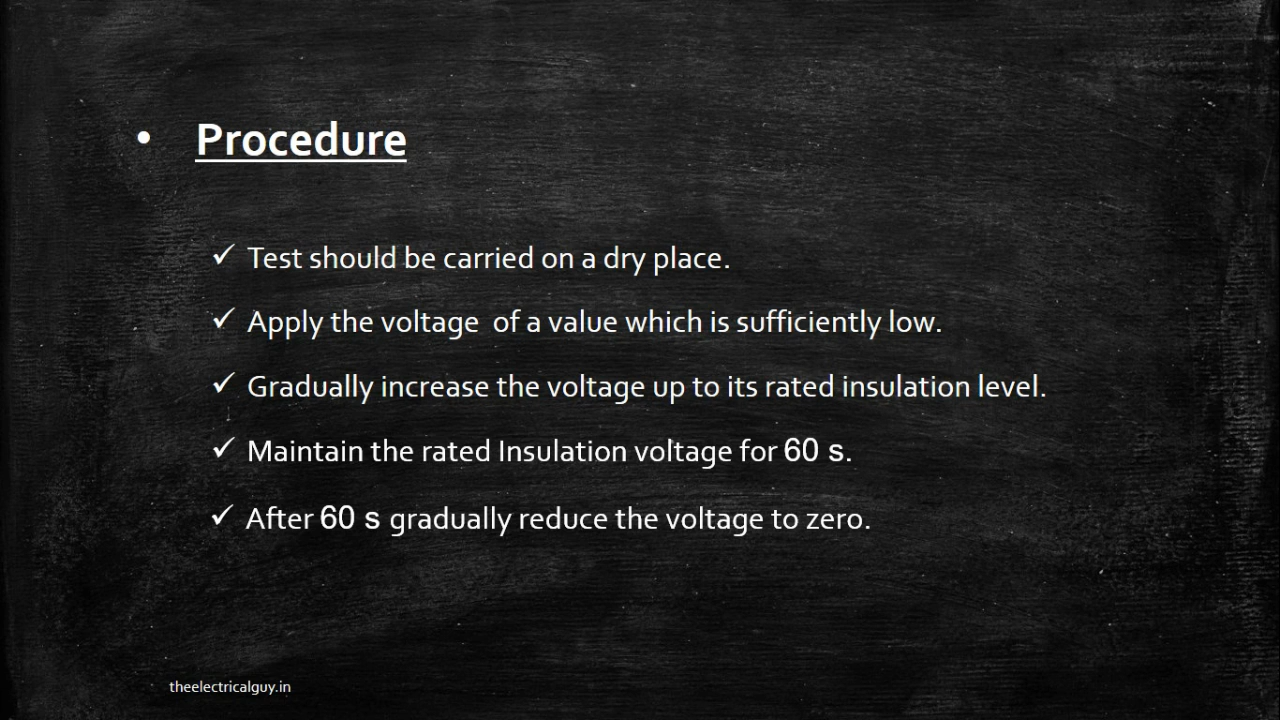 • Procedure
✓ Test should be carried on a dry place.
✓ Apply the voltage  of a value which is sufficiently low.
✓ Gradually increase the voltage up to its rated insulation level.
✓ Maintain the rated Insulation voltage for 60 s.
✓ After 60 s gradually reduce the voltage to zero.
theelectricalguy.in